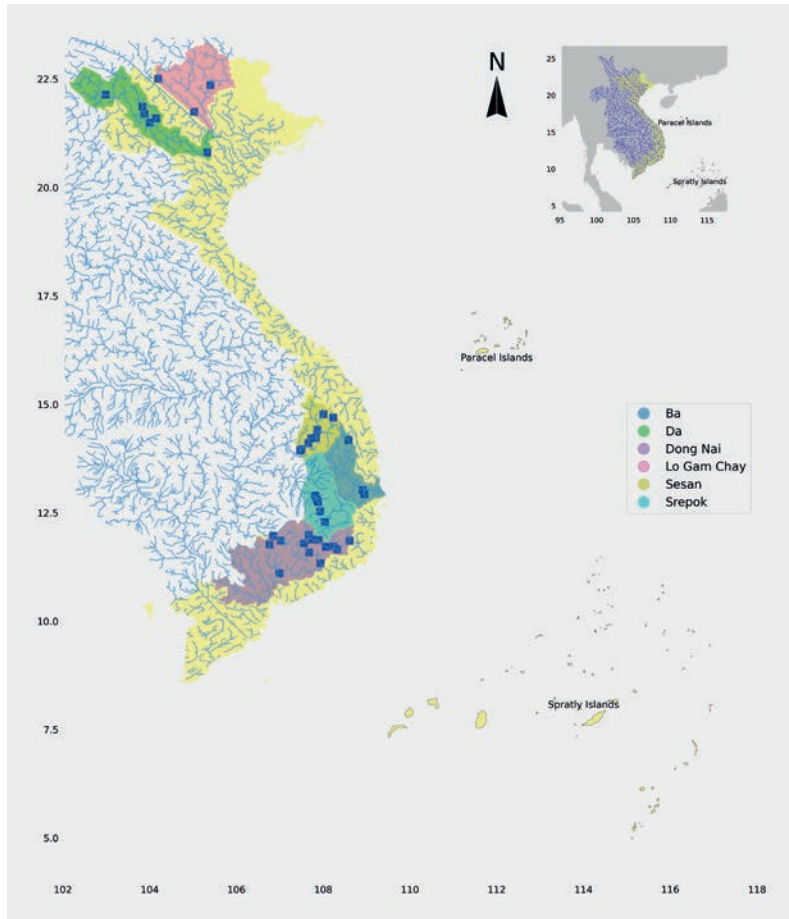 N
22.5
20.0
17.5
15.0
12.5
10.0
7.5
5.0
102 104 106 108 110 112 114 116 118
25
20
15
10
5
95 100 105 110 115
Paracel Islands
Spratly Islands
Paracel Islands
Ba
Da
Dong Nai
Lo Gam Chay
Sesan
Srepok
Spratly Islands